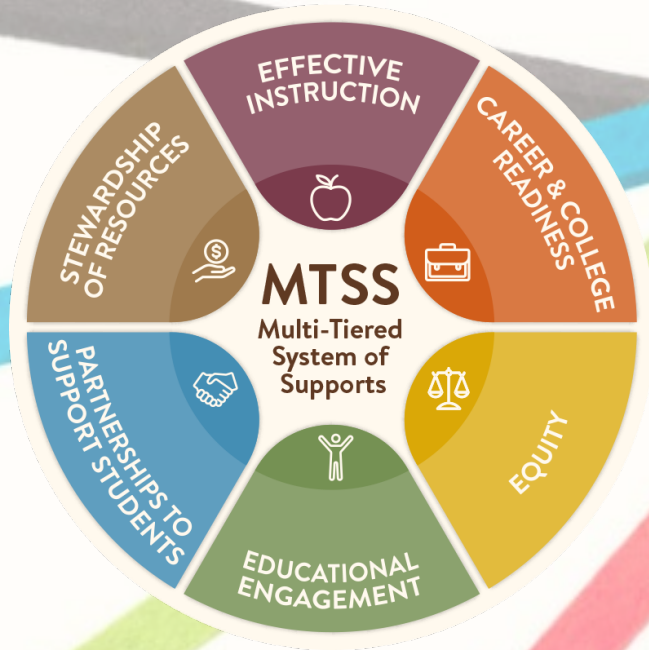 EFFECTIVE
INSTRUCTION
CAREER & COLLEGE
READINESS
STEWARDSHIP
OF RESOURCES
$
MTSS
Multi-Tiered
System of
Supports
PARTNERSHIPS TO
SUPPORT STUDENTS
EQUITY
EDUCATIONAL
ENGAGEMENT